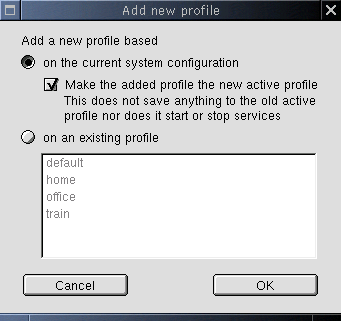 Add new profile
Add a new profile based
on the current system configuration
Make the added profile the new active profile
This does not save anything to the old active
profile nor does it start or stop services
on an existing profile
default
home
office
train
Cancel
OK